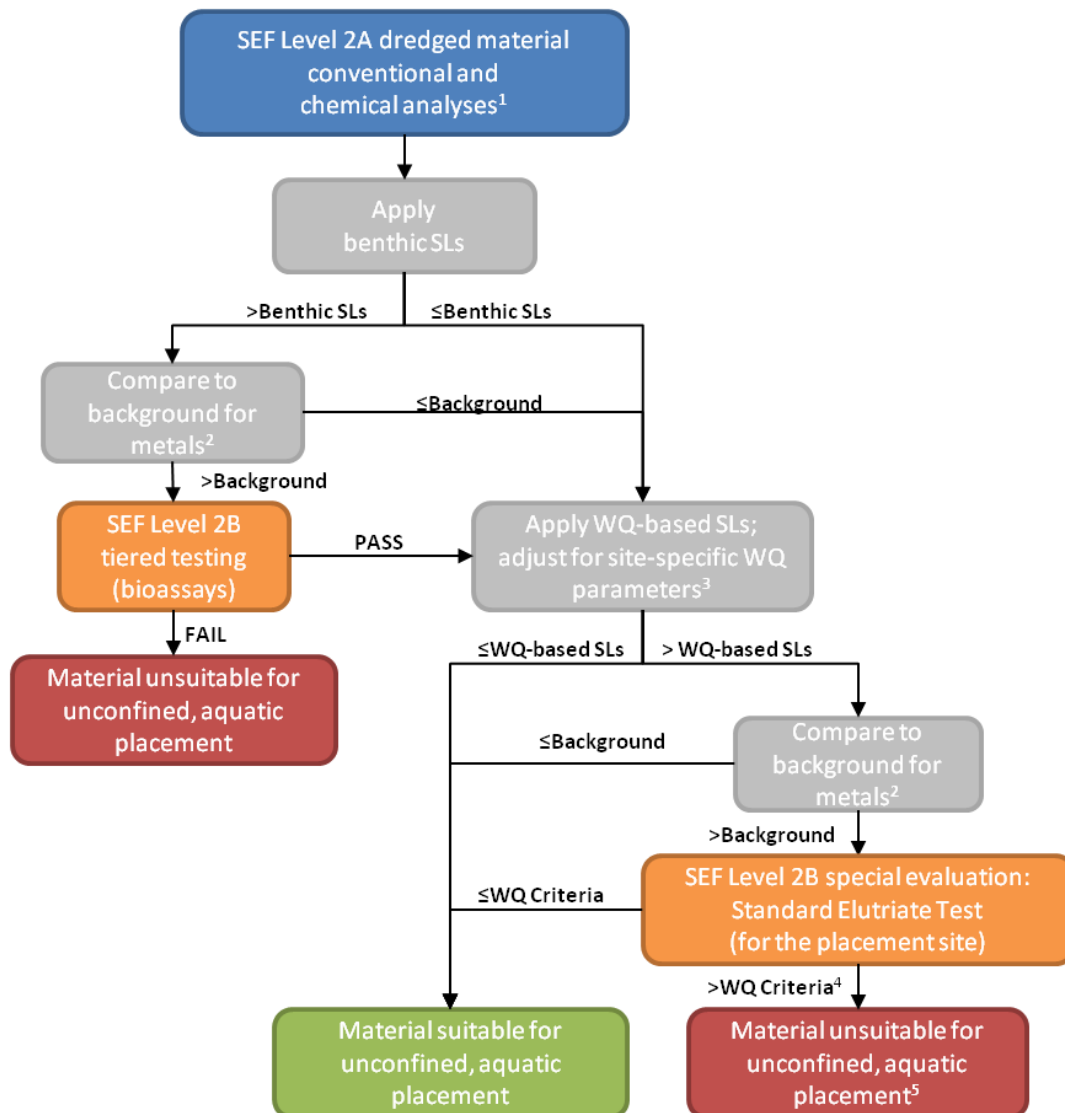 SEF Level 2A dredged material
conventional and
chemical analyses¹
Apply
benthic SLs
>Benthic SLs
≤Benthic SLs
Compare to
background for
metals²
≤Background
>Background
SEF Level 2B
tiered testing
(bioassays)
PASS
Apply WQ-based SLs;
adjust for site-specific WQ
parameters³
FAIL
Material unsuitable for
unconfined, aquatic
placement
≤WQ-based SLs
> WQ-based SLs
≤Background
Compare to
background for
metals²
>Background
≤WQ Criteria
SEF Level 2B special evaluation:
Standard Elutriate Test
(for the placement site)
>WQ Criteria⁴
Material suitable for
unconfined, aquatic
placement
Material unsuitable for
unconfined, aquatic
placement⁵